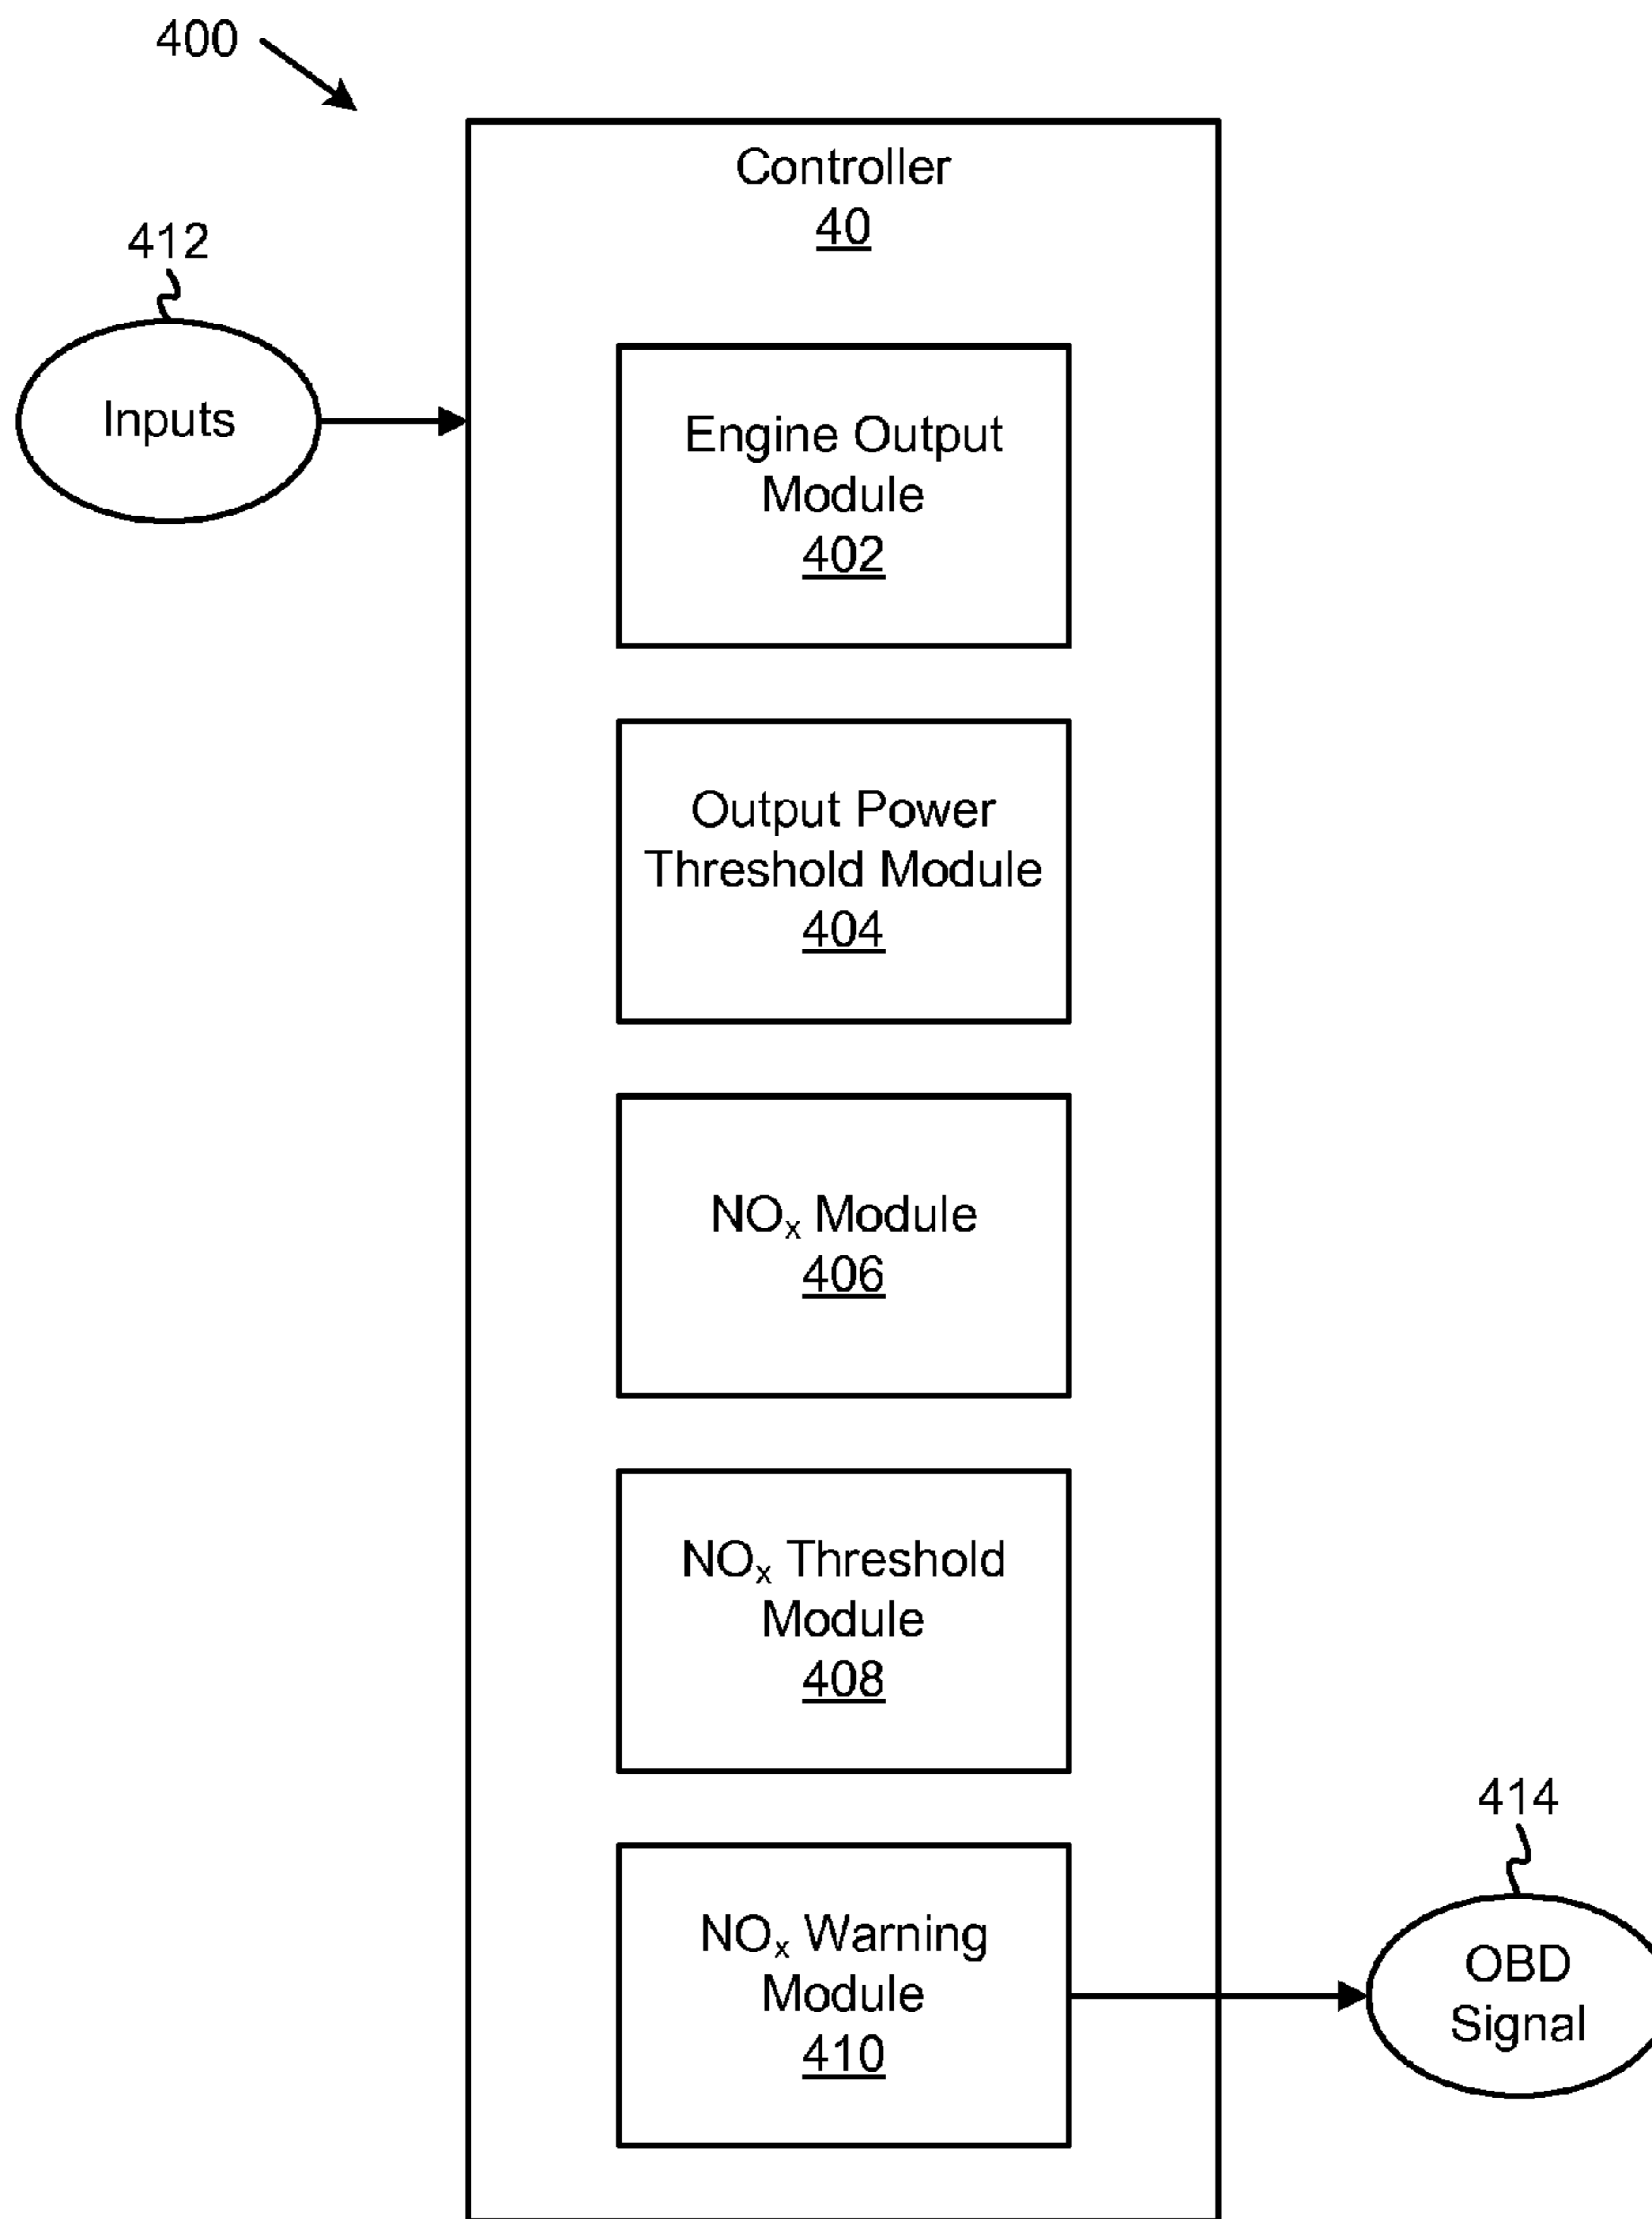 400
Controller
40
412
Inputs
Engine Output
Module
402
Output Power
Threshold Module
404
NOx Module
406
NOx Threshold
Module
408
414
NOx Warning
Module
410
OBD
Signal